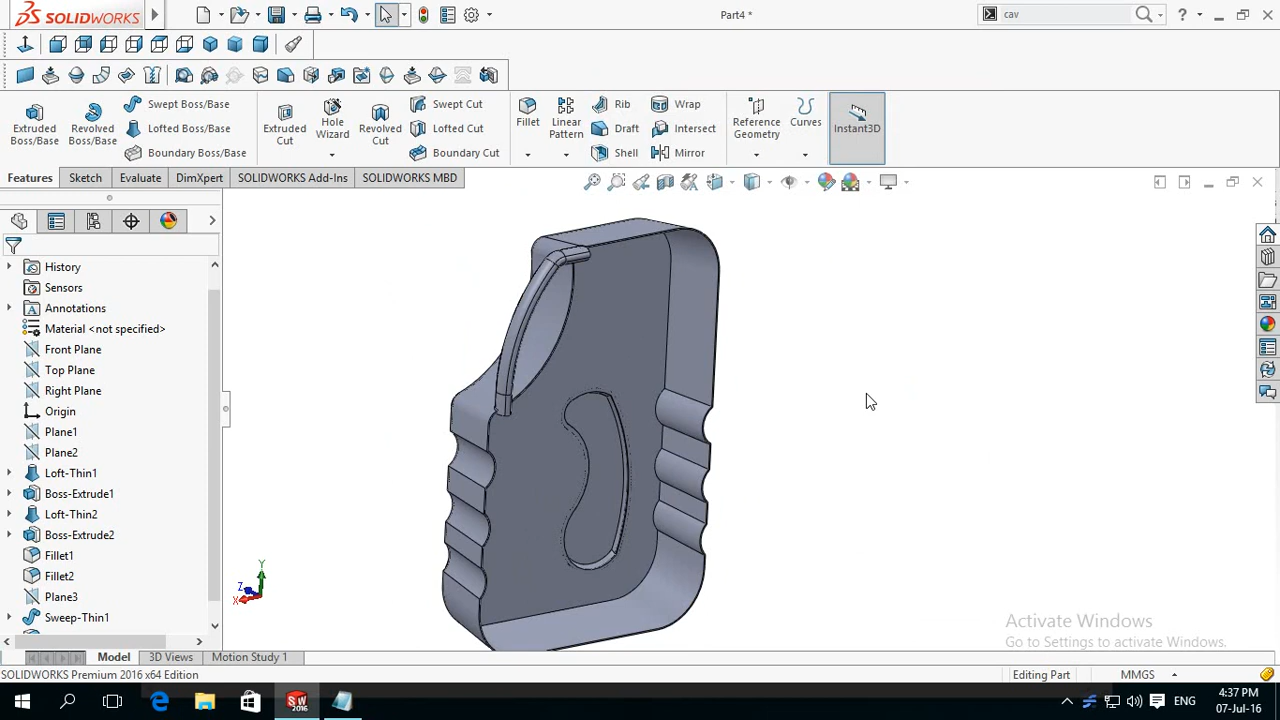 SOLIDWORKS
Part4 *
cav
Extruded Boss/Base
Revolved Boss/Base
Swept Boss/Base
Lofted Boss/Base
Boundary Boss/Base
Extruded Cut
Hole Wizard
Revolved Cut
Swept Cut
Lofted Cut
Boundary Cut
Fillet
Linear Pattern
Rib
Draft
Shell
Wrap
Intersect
Mirror
Reference Geometry
Curves
Instant3D
Features
Sketch
Evaluate
DimXpert
SOLIDWORKS Add-Ins
SOLIDWORKS MBD
History
Sensors
Annotations
Material <not specified>
Front Plane
Top Plane
Right Plane
Origin
Plane1
Plane2
Loft-Thin1
Boss-Extrude1
Loft-Thin2
Boss-Extrude2
Fillet1
Fillet2
Plane3
Sweep-Thin1
Y
Z
X
Activate Windows
Go to Settings to activate Windows.
Model
3D Views
Motion Study 1
SOLIDWORKS Premium 2016 x64 Edition
Editing Part
MMGS
SW
2016
ENG
4:37 PM
07-Jul-16